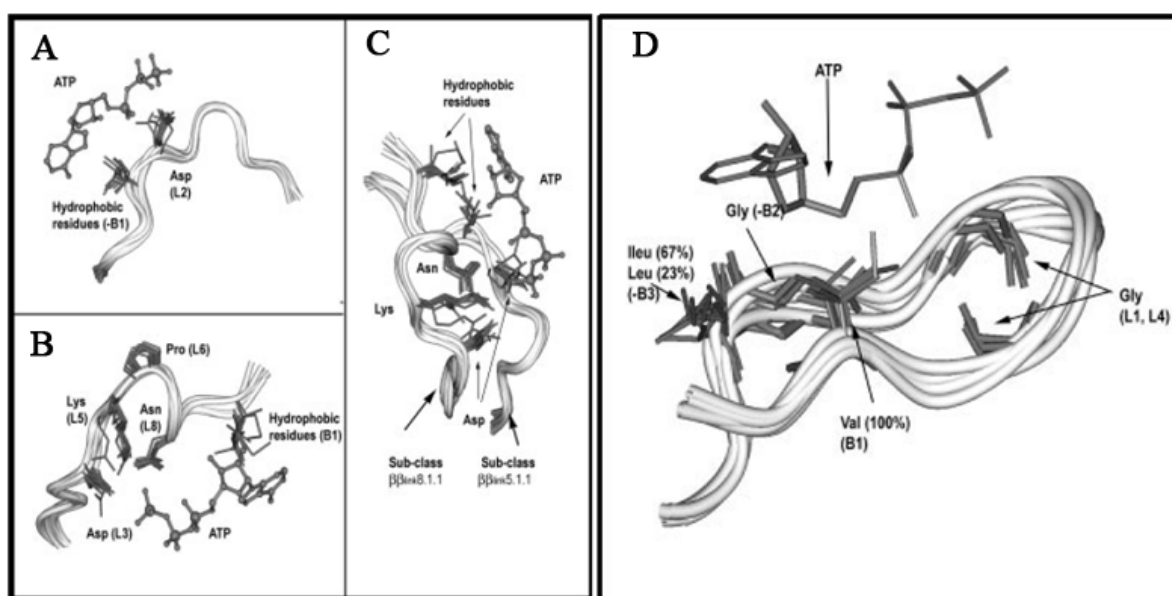 A
ATP
Asp
(L2)
Hydrophobic
residues (-B1)
B
Pro (L6)
Lys
(L5)
Asn
(L8)
Hydrophobic
residues (B1)
Asp (L3)
ATP
C
Hydrophobic
residues
ATP
Asn
Lys
Asp
Sub-class
ββlink8.1.1
Sub-class
ββlink5.1.1
D
ATP
Gly (-B2)
Ileu (67%)
Leu (23%)
(-B3)
Gly
(L1, L4)
Val (100%)
(B1)